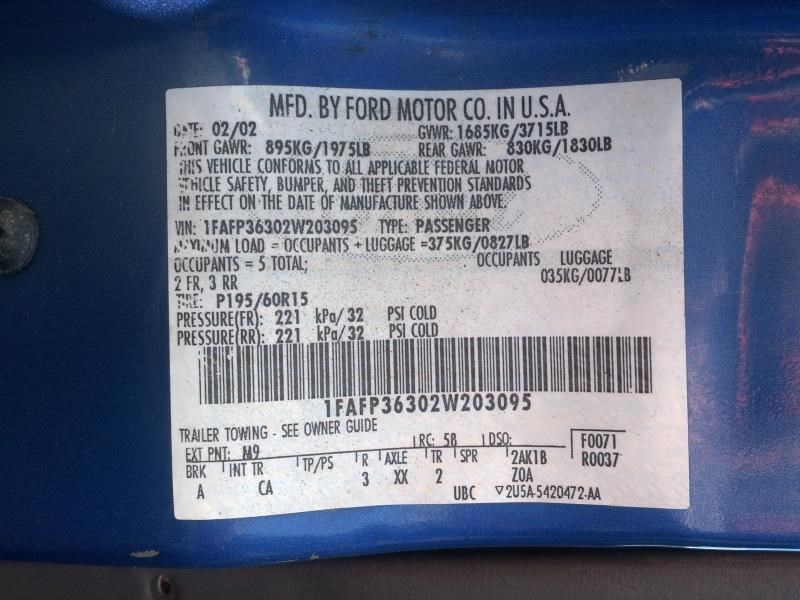 MFD. BY FORD MOTOR CO. IN U.S.A.
DATE: 02/02 GVWR: 1685KG/3715LB
FRONT GAWR: 895KG/1975LB REAR GAWR: 830KG/1830LB
THIS VEHICLE CONFORMS TO ALL APPLICABLE FEDERAL MOTOR
VEHICLE SAFETY, BUMPER, AND THEFT PREVENTION STANDARDS
IN EFFECT ON THE DATE OF MANUFACTURE SHOWN ABOVE.
VIN: 1FAFP36302W203095 TYPE: PASSENGER
MAXIMUM LOAD = OCCUPANTS + LUGGAGE =375KG/0827LB
OCCUPANTS = 5 TOTAL; OCCUPANTS LUGGAGE
2 FR, 3 RR 035KG/0077LB
TIRE: P195/60R15
PRESSURE(FR): 221 kPa/32 PSI COLD
PRESSURE(RR): 221 kPa/32 PSI COLD
1FAFP36302W203095
TRAILER TOWING - SEE OWNER GUIDE
EXT PNT: M9 RC: 58 DSO: F0071
BRK INT TR TP/PS R AXLE TR SPR 2AK1B R0037
A CA 3 XX 2 Z0A
UBC ▽2U5A-5420472-AA